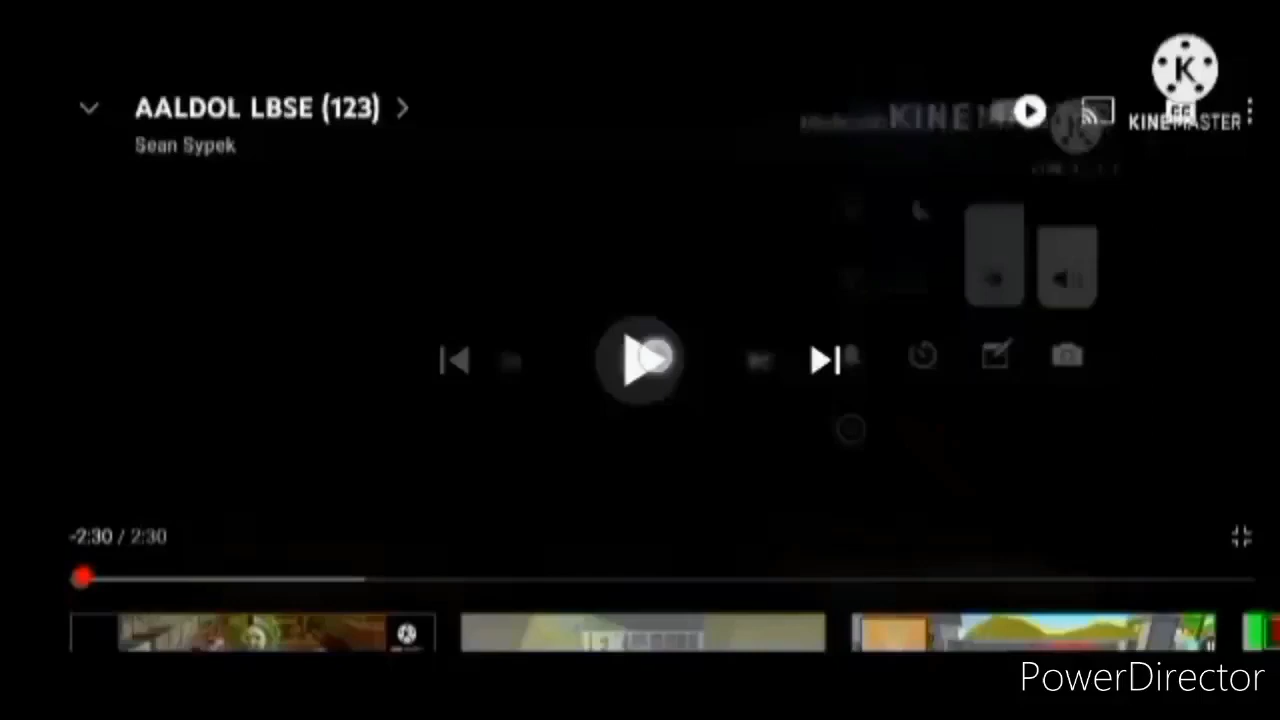 AALDOL LBSE (123)
Sean Sypek
KINEMASTER
-2:30 / 2:30
PowerDirector